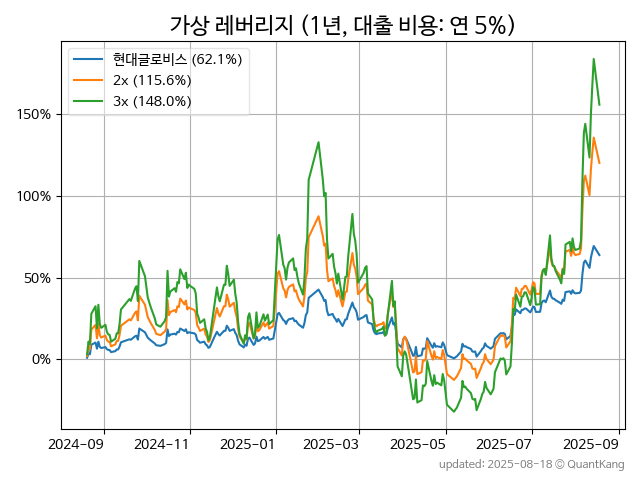 가상 레버리지 (1년, 대출 비용: 연 5%)
현대글로비스 (62.1%)
2x (115.6%)
3x (148.0%)
150%
100%
50%
0%
2024-09 2024-11 2025-01 2025-03 2025-05 2025-07 2025-09
updated: 2025-08-18 © QuantKang